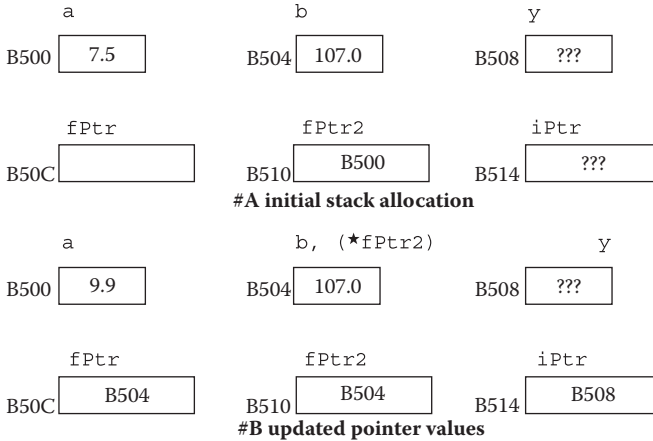 a b y
B500 7.5 B504 107.0 B508 ???
fPtr fPtr2 iPtr
B50C B510 B500 B514 ???
#A initial stack allocation
a b, (★fPtr2) y
B500 9.9 B504 107.0 B508 ???
fPtr fPtr2 iPtr
B50C B504 B510 B504 B514 B508
#B updated pointer values